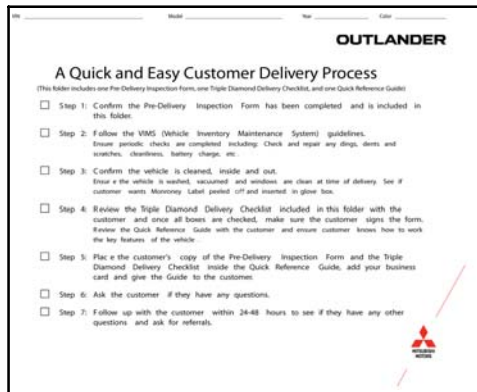 VIN Model Year Color
OUTLANDER
A Quick and Easy Customer Delivery Process
(This folder includes one Pre-Delivery Inspection Form, one Triple Diamond Delivery Checklist, and one Quick Reference Guide)
Step 1: Confirm the Pre-Delivery Inspection Form has been completed and is included in
this folder.
Step 2: Follow the VIMS (Vehicle Inventory Maintenance System) guidelines.
Ensure periodic checks are completed including: Check and repair any dings, dents and
scratches, cleanliness, battery charge, etc.
Step 3: Confirm the vehicle is cleaned, inside and out.
Ensure the vehicle is washed, vacuumed and windows are clean at time of delivery. See if
customer wants Monroney Label peeled off and inserted in glove box.
Step 4: Review the Triple Diamond Delivery Checklist included in this folder with the
customer and once all boxes are checked, make sure the customer signs the form.
Review the Quick Reference Guide with the customer and ensure customer knows how to work
the key features of the vehicle.
Step 5: Place the customer's copy of the Pre-Delivery Inspection Form and the Triple
Diamond Delivery Checklist inside the Quick Reference Guide, add your business
card and give the Guide to the customer.
Step 6: Ask the customer if they have any questions.
Step 7: Follow up with the customer within 24-48 hours to see if they have any other
questions and ask for referrals.
MITSUBISHI
MOTORS